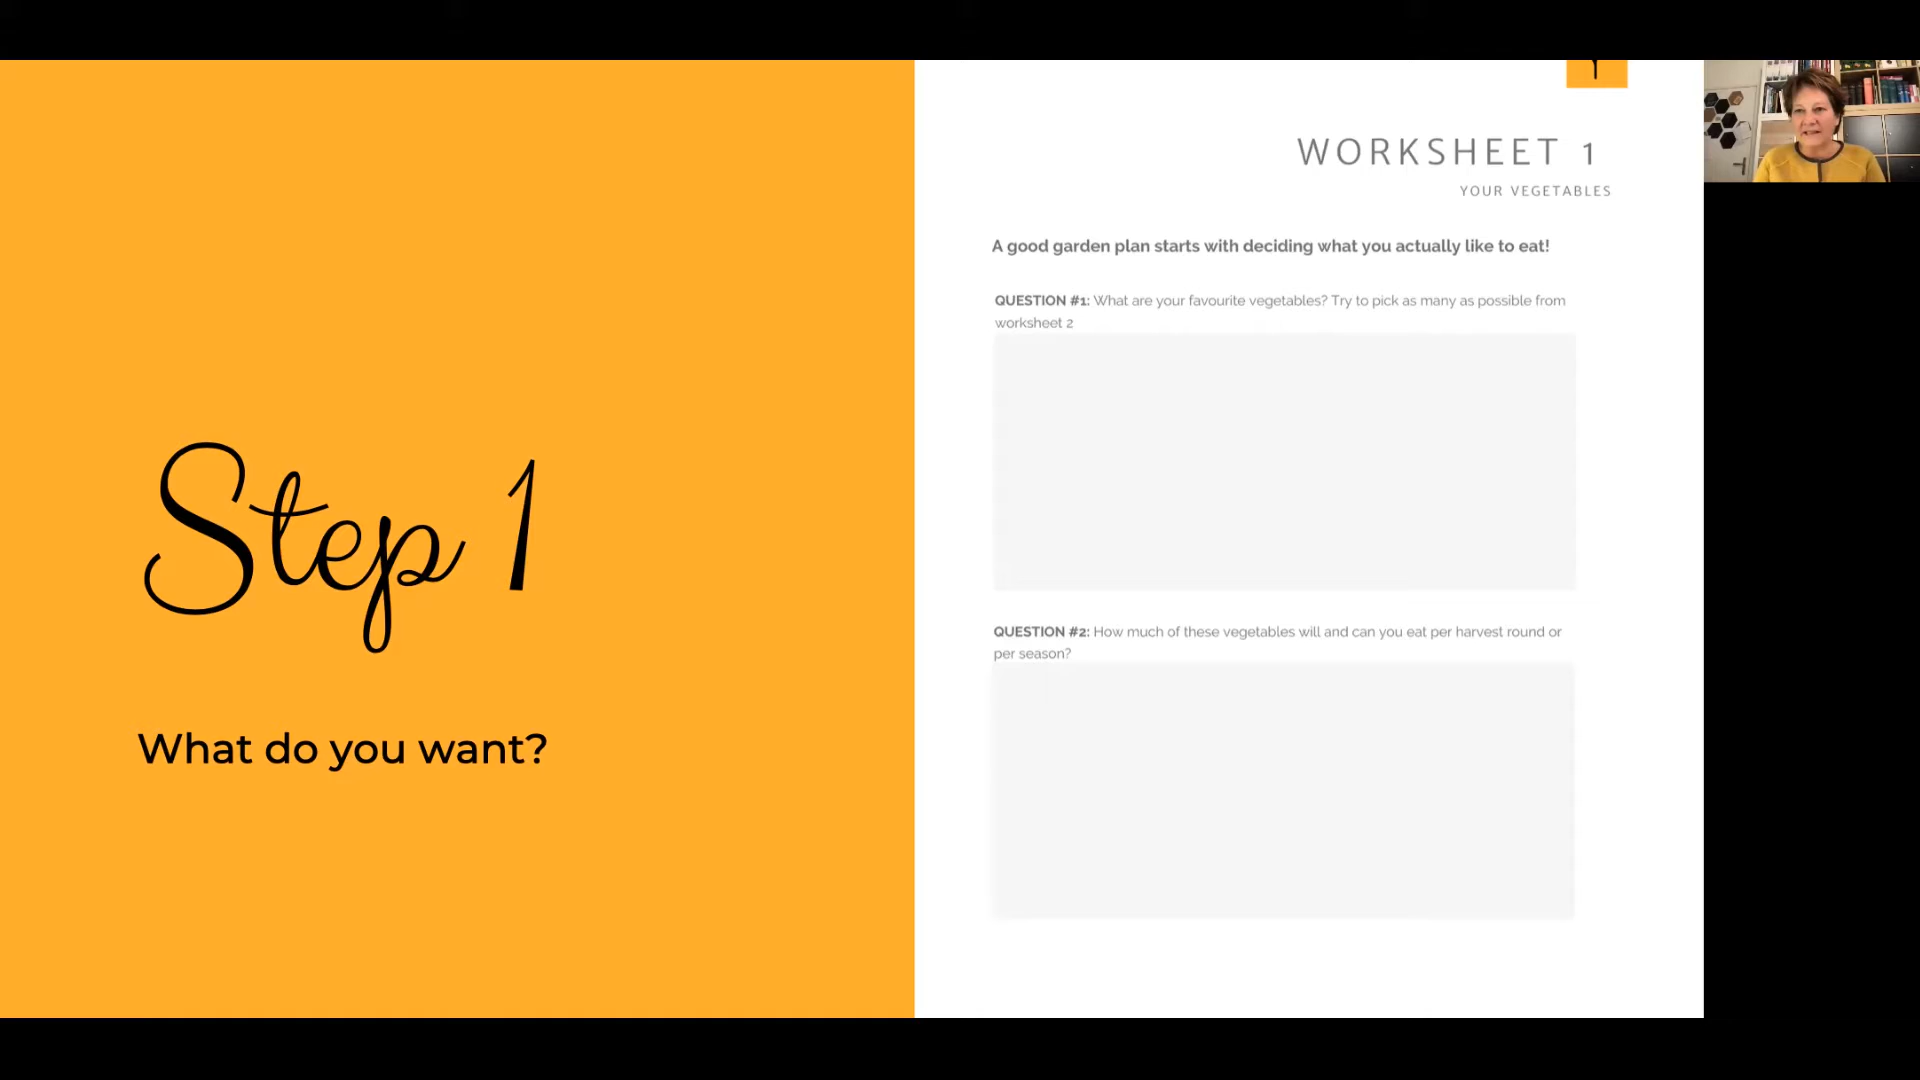 Step 1
What do you want?
WORKSHEET 1
YOUR VEGETABLES
A good garden plan starts with deciding what you actually like to eat!
QUESTION #1: What are your favourite vegetables? Try to pick as many as possible from
worksheet 2
QUESTION #2: How much of these vegetables will and can you eat per harvest round or
per season?